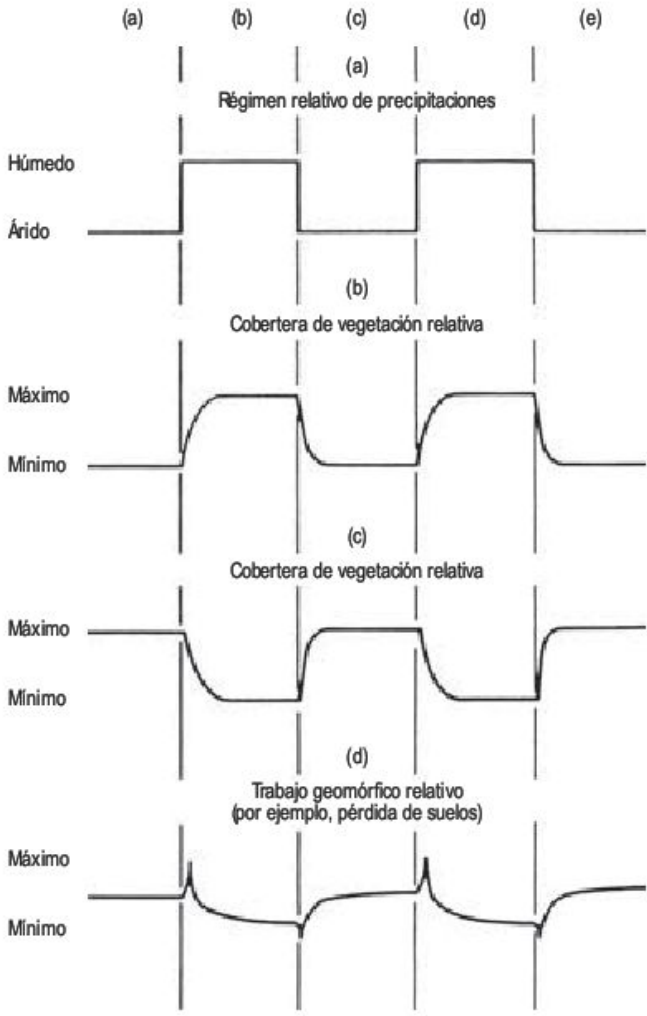 (a) (b) (c) (d) (e)
(a)
Régimen relativo de precipitaciones
Húmedo
Árido
(b)
Cobertera de vegetación relativa
Máximo
Mínimo
(c)
Cobertera de vegetación relativa
Máximo
Mínimo
(d)
Trabajo geomórfico relativo
(por ejemplo, pérdida de suelos)
Máximo
Mínimo